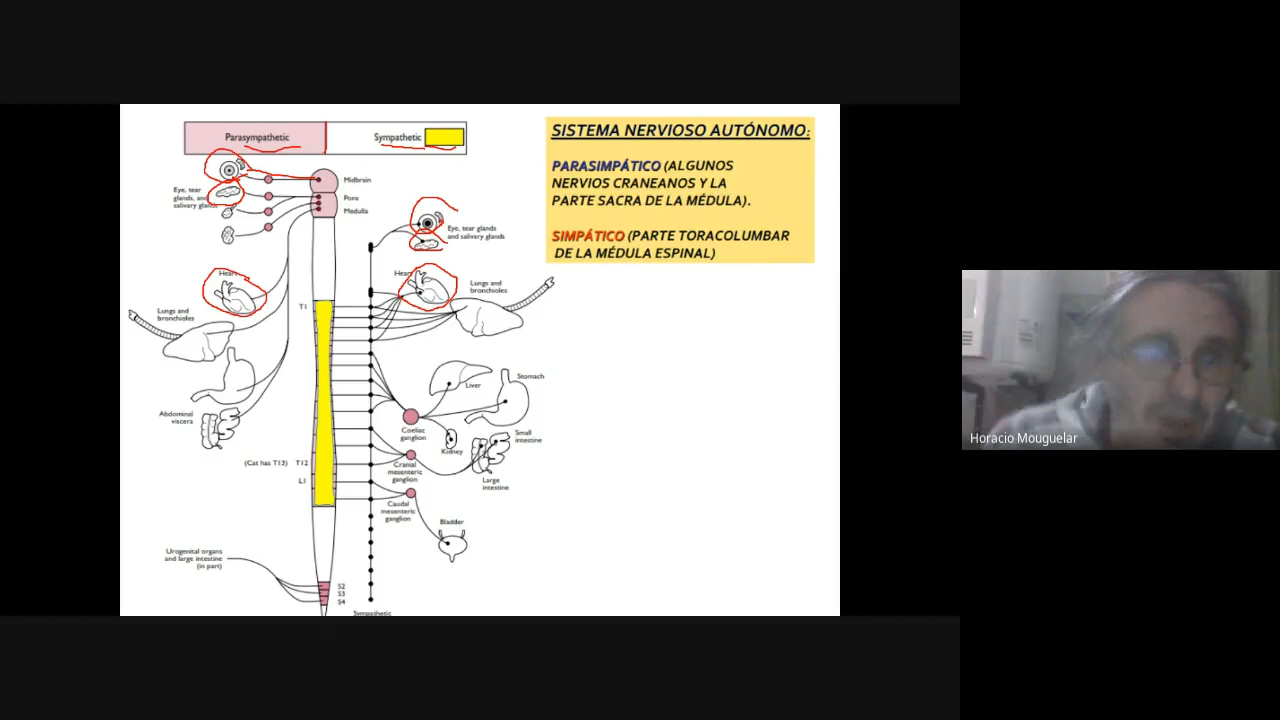 Parasympathetic
Sympathetic
Midbrain
Pons
Medulla
Eye, tear
glands, and
salivary glands
Eye, tear glands
and salivary glands
Heart
Heart
Lungs and
bronchioles
Lungs and
bronchioles
T1
Liver
Stomach
Abdominal
viscera
Coeliac
ganglion
Kidney
Small
intestine
(Cat has T13) T12
Cranial
mesenteric
ganglion
L1
Large
intestine
Caudal
mesenteric
ganglion
Bladder
Urogenital organs
and large intestine
(in part)
S2
S3
S4
Sympathetic
SISTEMA NERVIOSO AUTÓNOMO:
PARASIMPÁTICO (ALGUNOS
NERVIOS CRANEANOS Y LA
PARTE SACRA DE LA MÉDULA).
SIMPÁTICO (PARTE TORACOLUMBAR
DE LA MÉDULA ESPINAL)
Horacio Mouguelar